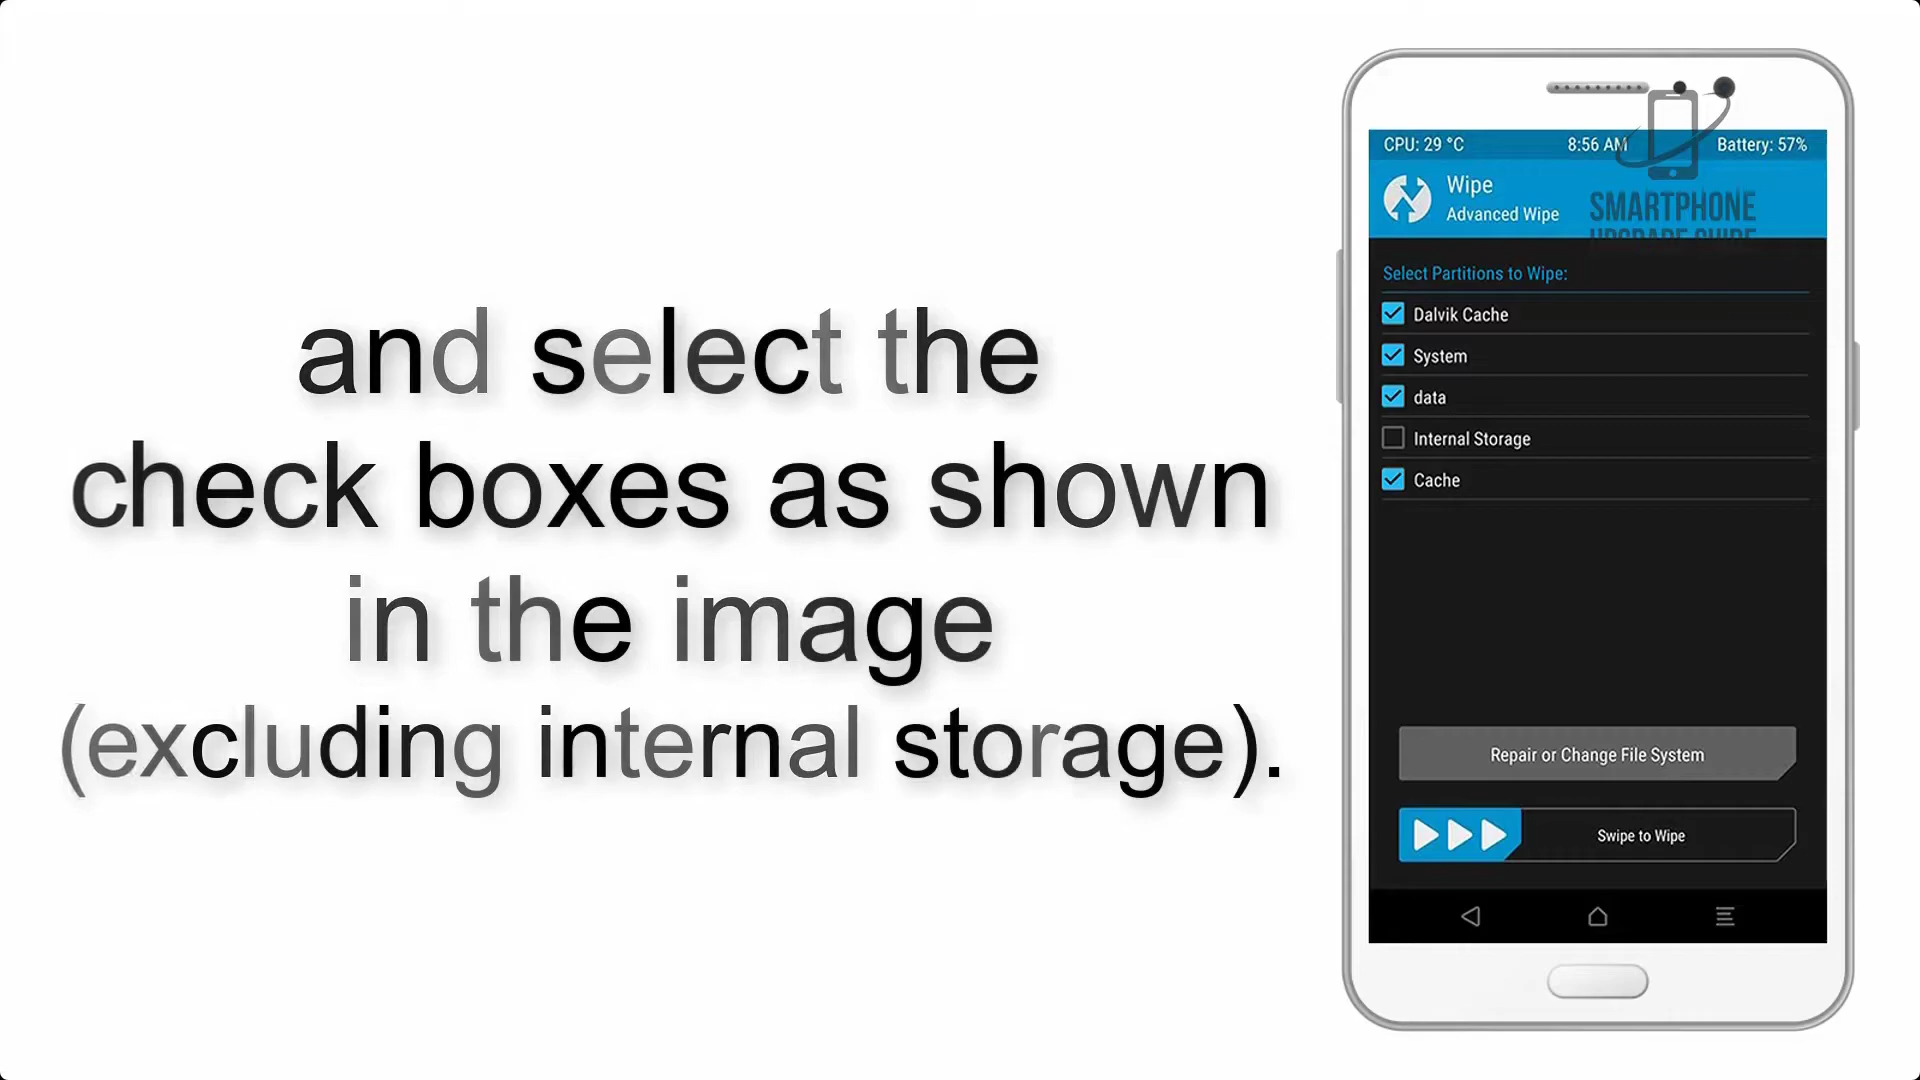 and select the
check boxes as shown
in the image
(excluding internal storage).
CPU: 29 °C 8:56 AM Battery: 57%
Wipe
Advanced Wipe
SMARTPHONE
UPGRADE GUIDE
Select Partitions to Wipe:
Dalvik Cache
System
data
Internal Storage
Cache
Repair or Change File System
Swipe to Wipe